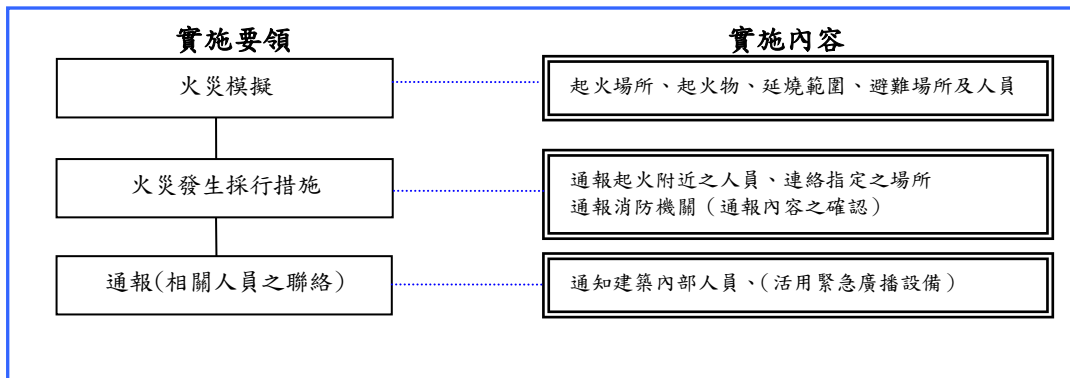 實施要領
實施內容
火災模擬
起火場所、起火物、延燒範圍、避難場所及人員
火災發生採行措施
通報起火附近之人員、連絡指定之場所
通報消防機關（通報內容之確認）
通報(相關人員之聯絡)
通知建築內部人員、(活用緊急廣播設備)